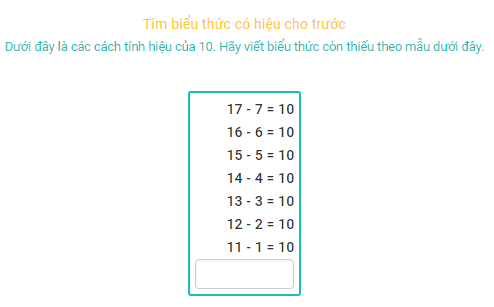 Tìm biểu thức có hiệu cho trước
Dưới đây là các cách tính hiệu của 10. Hãy viết biểu thức còn thiếu theo mẫu dưới đây.
17 - 7 = 10
16 - 6 = 10
15 - 5 = 10
14 - 4 = 10
13 - 3 = 10
12 - 2 = 10
11 - 1 = 10